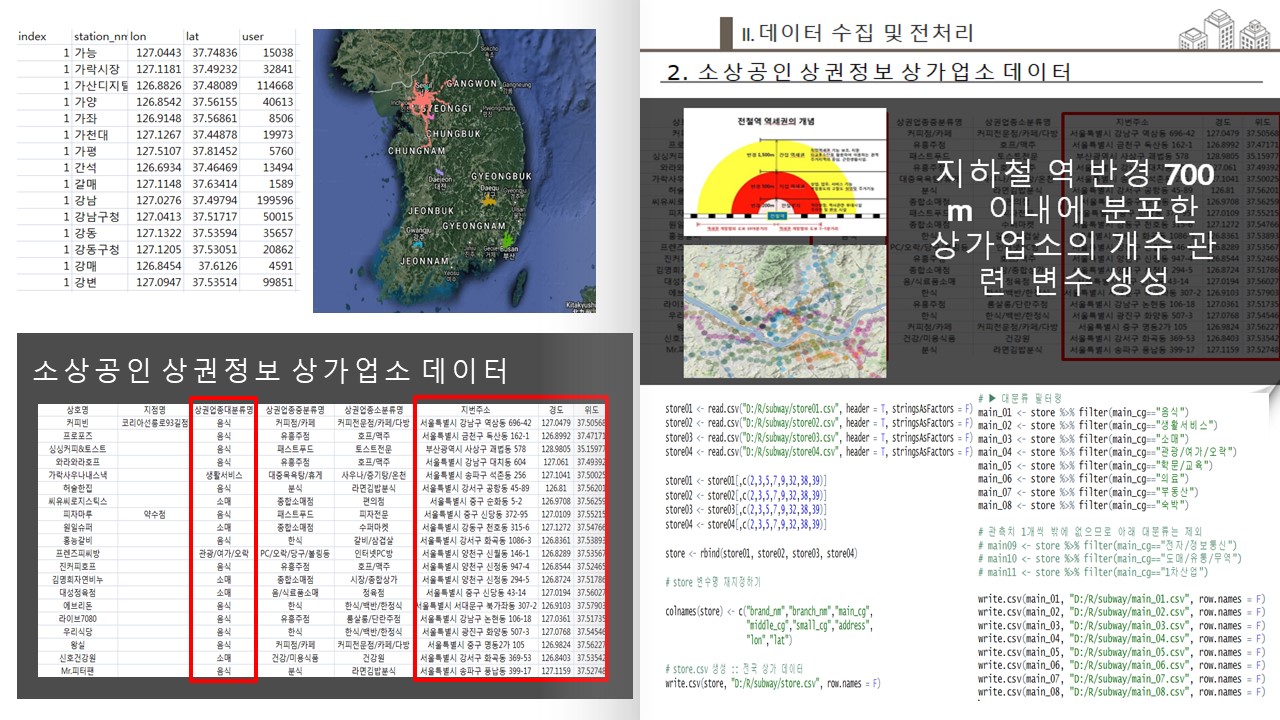 index station_nm lon lat user
1 가능 127.0443 37.74836 15038
1 가락시장 127.1181 37.49232 32841
1 가산디지털 126.8826 37.48089 114668
1 가양 126.8542 37.56155 40613
1 가좌 126.9148 37.56861 8506
1 가천대 127.1267 37.44878 19973
1 가평 127.5107 37.81452 5760
1 간석 126.6934 37.46469 13494
1 갈매 127.1148 37.63414 1589
1 강남 127.0276 37.49794 199596
1 강남구청 127.0413 37.51717 50015
1 강동 127.1322 37.53594 35657
1 강동구청 127.1205 37.53051 20862
1 강매 126.8454 37.6126 4591
1 강변 127.0947 37.53514 99851
Sokcho
속초
GANGWON
Gangneung
강릉
Seoul
Incheon
GYEONGGI
Pyeongchang
평창
CHUNGBUK
CHUNGNAM
Daejeon
대전
GYEONGBUK
Daegu
JEONBUK
GYEONGNAM
Gwangju
Busan
부산
JEONNAM
Yeosu
여수
Kitakyushu
소상공인 상권정보 상가업소 데이터
상호명 지점명 상권업종대분류명 상권업종중분류명 상권업종소분류명 지번주소 경도 위도
커피빈 코리아선릉로93길점 음식 커피점/카페 커피전문점/카페/다방 서울특별시 강남구 역삼동 696-42 127.0479 37.5056
프로포즈 음식 유흥주점 호프/맥주 서울특별시 금천구 독산동 162-1 126.8992 37.47171
싱싱커피&토스트 음식 패스트푸드 토스트전문 부산광역시 사상구 괘법동 578 128.9805 35.15977
와라와라호프 음식 유흥주점 호프/맥주 서울특별시 강남구 대치동 604 127.061 37.49392
가락사우나내스낵 생활서비스 대중목욕탕/휴게 사우나/증기탕/온천 서울특별시 송파구 석촌동 256 127.1041 37.50025
허술한집 음식 분식 라면김밥분식 서울특별시 강서구 공항동 45-89 126.81 37.56201
씨유씨로지스틱스 소매 종합소매점 편의점 서울특별시 중구 순화동 5-2 126.9708 37.56259
피자마루 약수점 음식 패스트푸드 피자전문 서울특별시 중구 신당동 372-95 127.0109 37.55215
원일슈퍼 소매 종합소매점 수퍼마켓 서울특별시 강동구 천호동 315-6 127.1272 37.54766
홍능갈비 음식 한식 갈비/삼겹살 서울특별시 강서구 화곡동 1086-3 126.8361 37.53893
프렌즈피씨방 관광/여가/오락 PC/오락/당구/볼링등 인터넷PC방 서울특별시 양천구 신월동 146-1 126.8289 37.53567
진커피호프 음식 유흥주점 호프/맥주 서울특별시 양천구 신정동 947-4 126.8544 37.52465
김명희자연비누 소매 종합소매점 시장/종합상가 서울특별시 양천구 신정동 294-5 126.8724 37.51786
대성정육점 소매 음/식료품소매 정육점 서울특별시 중구 신당동 43-14 127.0194 37.56027
에브리돈 음식 한식 한식/백반/한정식 서울특별시 서대문구 북가좌동 307-2 126.9103 37.57903
라이브7080 음식 유흥주점 룸살롱/단란주점 서울특별시 강남구 논현동 106-18 127.0361 37.51735
우리식당 음식 한식 한식/백반/한정식 서울특별시 광진구 화양동 507-3 127.0768 37.54546
왕실 음식 커피점/카페 커피전문점/카페/다방 서울특별시 중구 명동2가 105 126.9824 37.56227
신호건강원 소매 건강/미용식품 건강원 서울특별시 강서구 화곡동 369-53 126.8403 37.53542
Mr.피터팬 음식 분식 라면김밥분식 서울특별시 송파구 풍납동 399-17 127.1159 37.52748
II.데이터 수집 및 전처리
2. 소상공인 상권정보 상가업소 데이터
전철역 역세권의 개념
지하철 역 반경 700
m 이내에 분포한
상가업소의 개수 관
련 변수 생성
store01 <- read.csv("D:/R/subway/store01.csv", header = T, stringsAsFactors = F)
store02 <- read.csv("D:/R/subway/store02.csv", header = T, stringsAsFactors = F)
store03 <- read.csv("D:/R/subway/store03.csv", header = T, stringsAsFactors = F)
store04 <- read.csv("D:/R/subway/store04.csv", header = T, stringsAsFactors = F)
store01 <- store01[,c(2,3,5,7,9,32,38,39)]
store02 <- store02[,c(2,3,5,7,9,32,38,39)]
store03 <- store03[,c(2,3,5,7,9,32,38,39)]
store04 <- store04[,c(2,3,5,7,9,32,38,39)]
store <- rbind(store01, store02, store03, store04)
# store 변수명 재지정하기
colnames(store) <- c("brand_nm","branch_nm","main_cg",
"middle_cg","small_cg","address",
"lon","lat")
# store.csv 생성 :: 전국 상가 데이터
write.csv(store, "D:/R/subway/store.csv", row.names = F)
# ▶ 대분류 필터링
main_01 <- store %>% filter(main_cg=="음식")
main_02 <- store %>% filter(main_cg=="생활서비스")
main_03 <- store %>% filter(main_cg=="소매")
main_04 <- store %>% filter(main_cg=="관광/여가/오락")
main_05 <- store %>% filter(main_cg=="학문/교육")
main_06 <- store %>% filter(main_cg=="의료")
main_07 <- store %>% filter(main_cg=="부동산")
main_08 <- store %>% filter(main_cg=="숙박")
# 관측치 1개씩 밖에 없으므로 아래 대분류는 제외
# main09 <- store %>% filter(main_cg=="전자/정보통신")
# main10 <- store %>% filter(main_cg=="도매/유통/무역")
# main11 <- store %>% filter(main_cg=="1차산업")
write.csv(main_01, "D:/R/subway/main_01.csv", row.names = F)
write.csv(main_02, "D:/R/subway/main_02.csv", row.names = F)
write.csv(main_03, "D:/R/subway/main_03.csv", row.names = F)
write.csv(main_04, "D:/R/subway/main_04.csv", row.names = F)
write.csv(main_05, "D:/R/subway/main_05.csv", row.names = F)
write.csv(main_06, "D:/R/subway/main_06.csv", row.names = F)
write.csv(main_07, "D:/R/subway/main_07.csv", row.names = F)
write.csv(main_08, "D:/R/subway/main_08.csv", row.names = F)